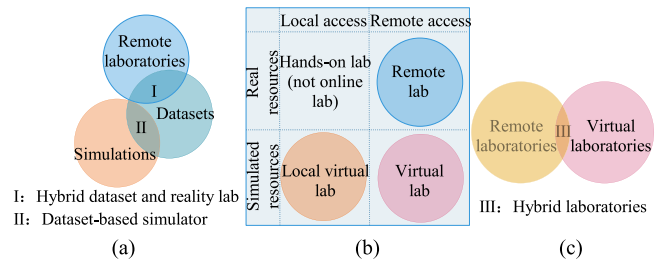 Remote
laboratories
I
Datasets
II
Simulations
I: Hybrid dataset and reality lab
II: Dataset-based simulator
(a)
Local access Remote access
Real
resources
Hands-on lab
(not online
lab)
Remote
lab
Simulated
resources
Local virtual
lab
Virtual
lab
(b)
Remote
laboratories
III
Virtual
laboratories
III: Hybrid laboratories
(c)